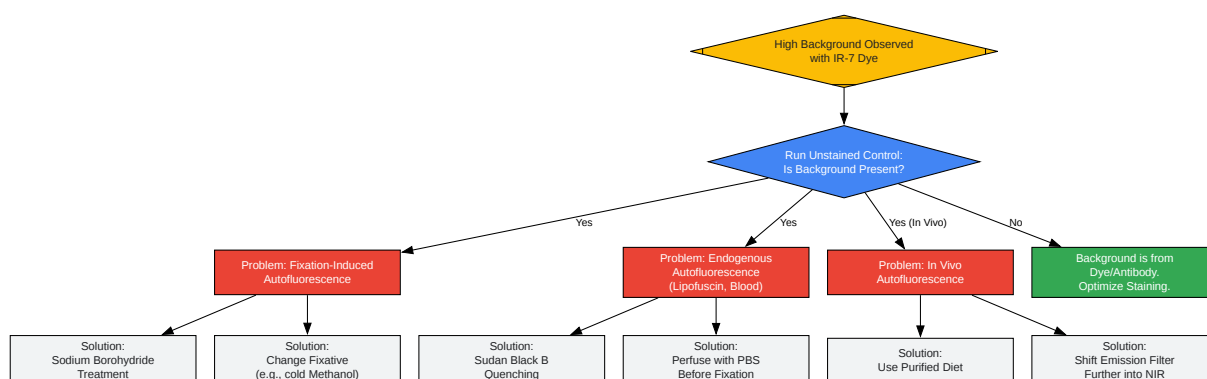 High Background Observed
with IR-7 Dye
Run Unstained Control:
Is Background Present?
Yes
Yes
Yes (In Vivo)
No
Problem: Fixation-Induced
Autofluorescence
Problem: Endogenous
Autofluorescence
(Lipofuscin, Blood)
Problem: In Vivo
Autofluorescence
Background is from
Dye/Antibody.
Optimize Staining.
Solution:
Sodium Borohydride
Treatment
Solution:
Change Fixative
(e.g., cold Methanol)
Solution:
Sudan Black B
Quenching
Solution:
Perfuse with PBS
Before Fixation
Solution:
Use Purified Diet
Solution:
Shift Emission Filter
Further into NIR